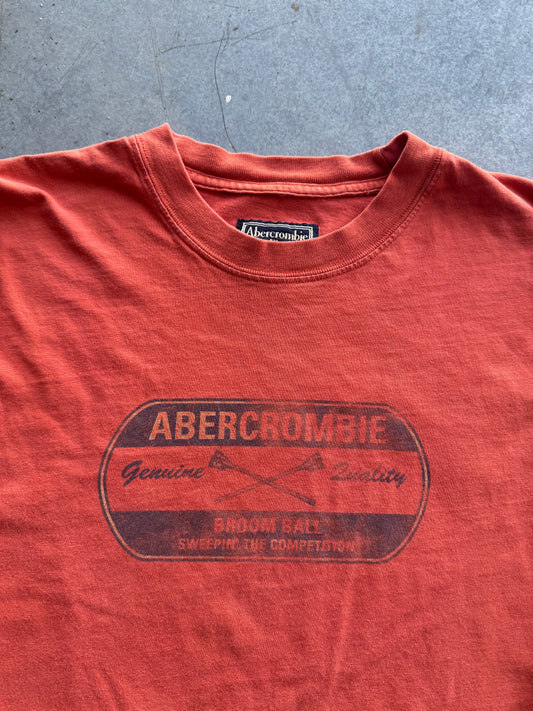 Abercrombie
ABERCROMBIE
Genuine Quality
BROOM BALL
SWEEPIN' THE COMPETITION